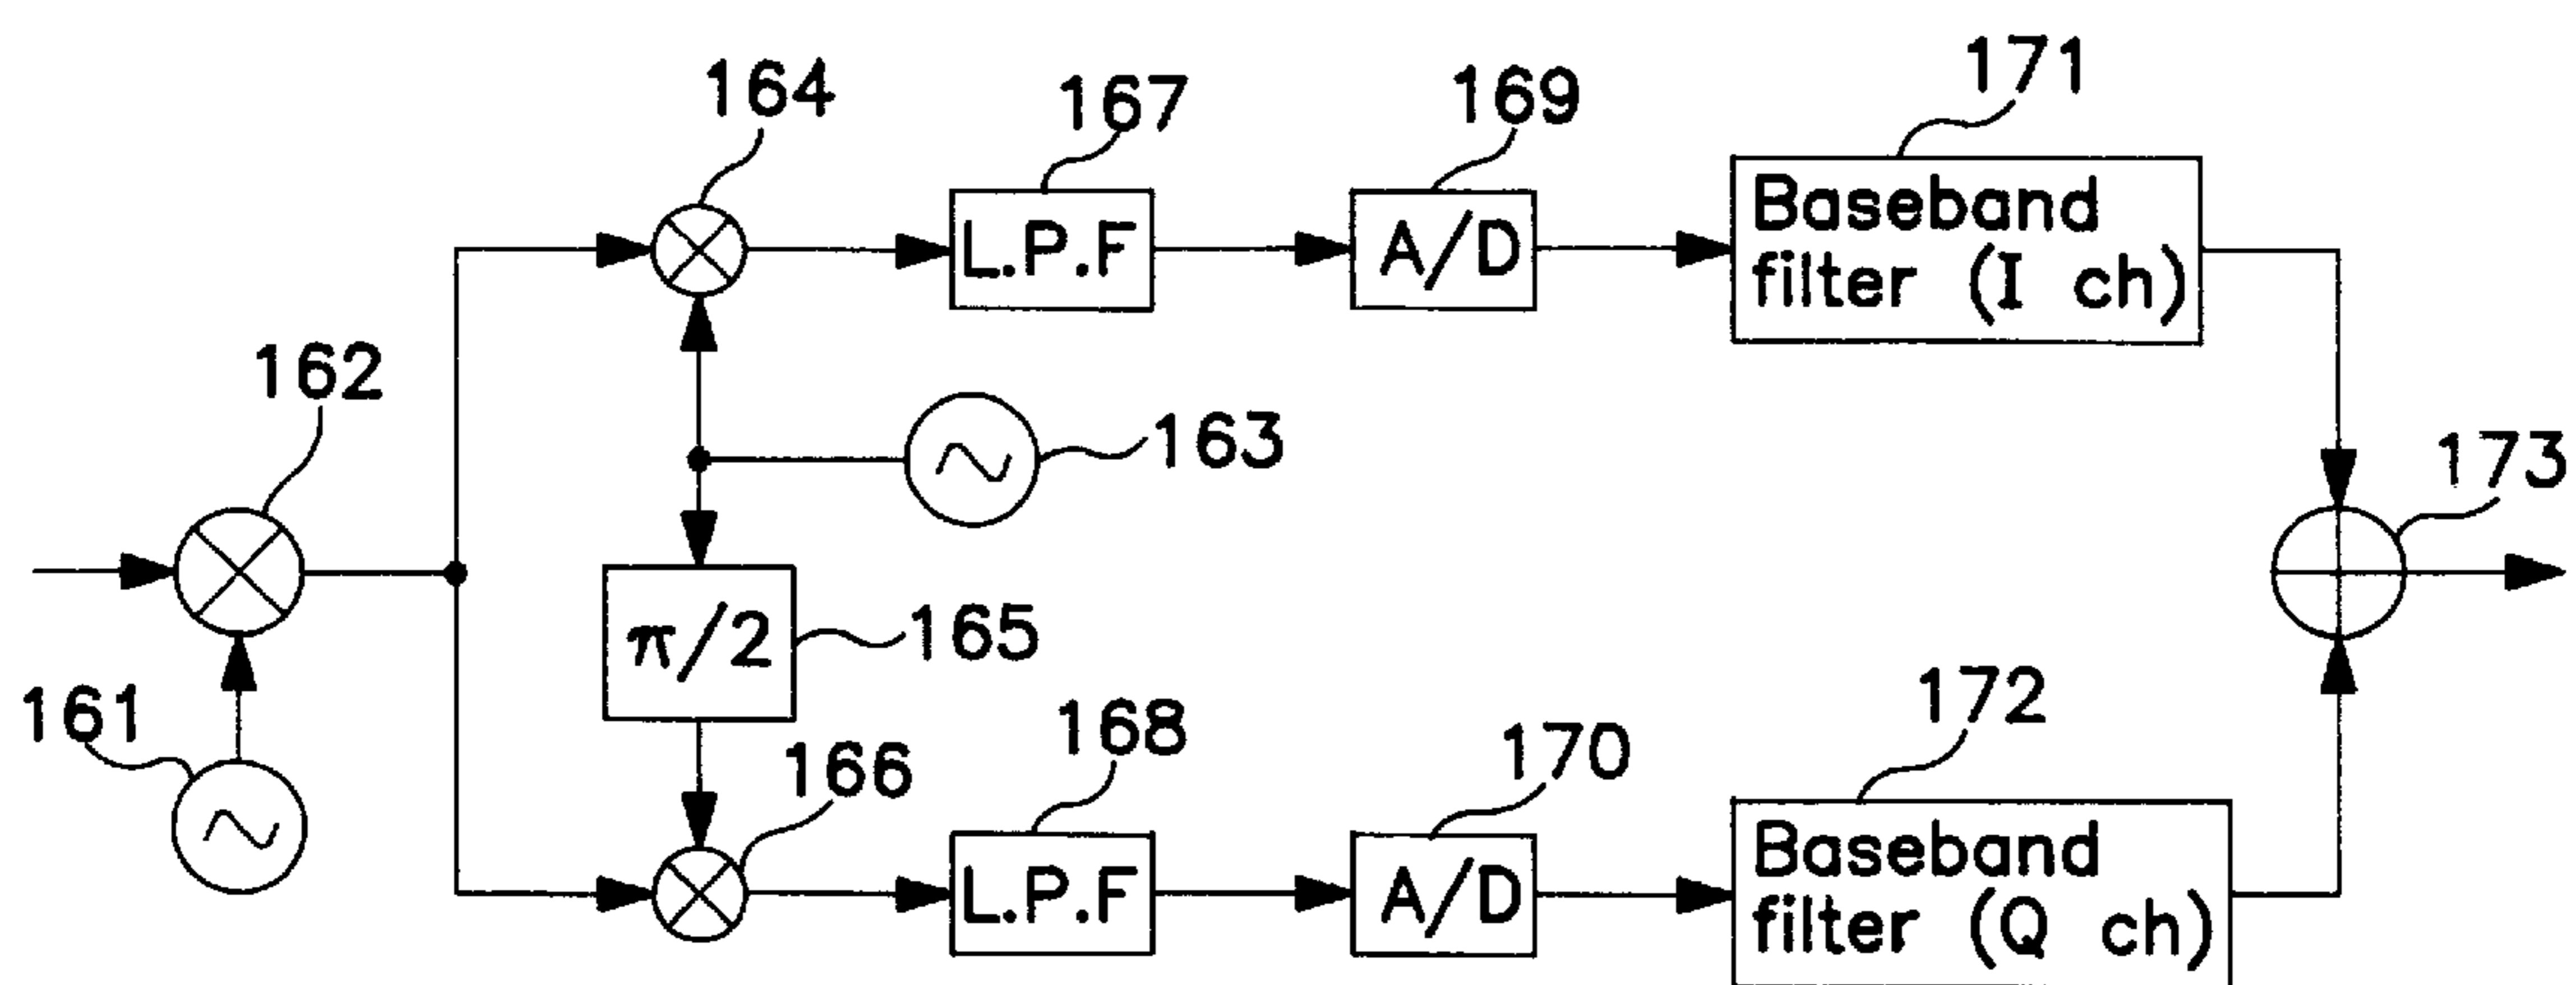 164
167
169
171
L.P.F
A/D
Baseband
filter (I ch)
162
163
173
161
π/2
165
166
168
170
172
L.P.F
A/D
Baseband
filter (Q ch)